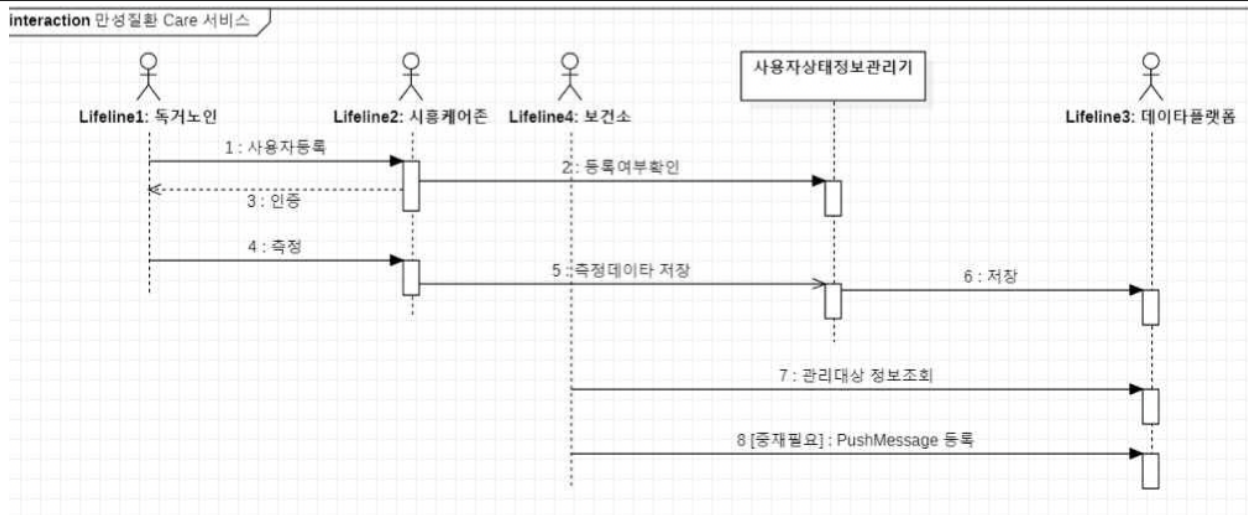 interaction 만성질환 Care 서비스
사용자상태정보관리기
Lifeline1: 독거노인
Lifeline2: 시흥케어존
Lifeline4: 보건소
Lifeline3: 데이타플랫폼
1 : 사용자등록
2 : 등록여부확인
3 : 인증
4 : 측정
5 : 측정데이타 저장
6 : 저장
7 : 관리대상 정보조회
8 [중재필요] : PushMessage 등록